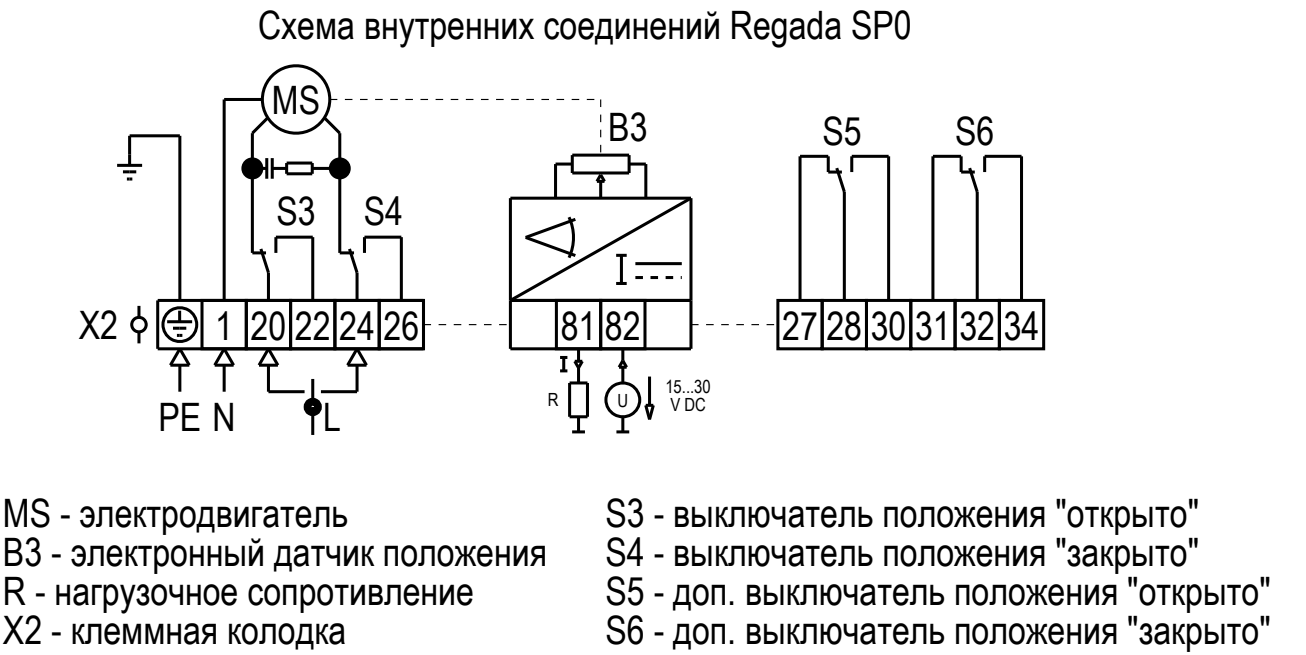 Схема внутренних соединений Regada SP0
MS
B3
S5 S6
S3 S4
I
X2 1 20 22 24 26 81 82 27 28 30 31 32 34
I
R U 15...30
V DC
PE N L
MS - электродвигатель
B3 - электронный датчик положения
R - нагрузочное сопротивление
X2 - клеммная колодка
S3 - выключатель положения "открыто"
S4 - выключатель положения "закрыто"
S5 - доп. выключатель положения "открыто"
S6 - доп. выключатель положения "закрыто"